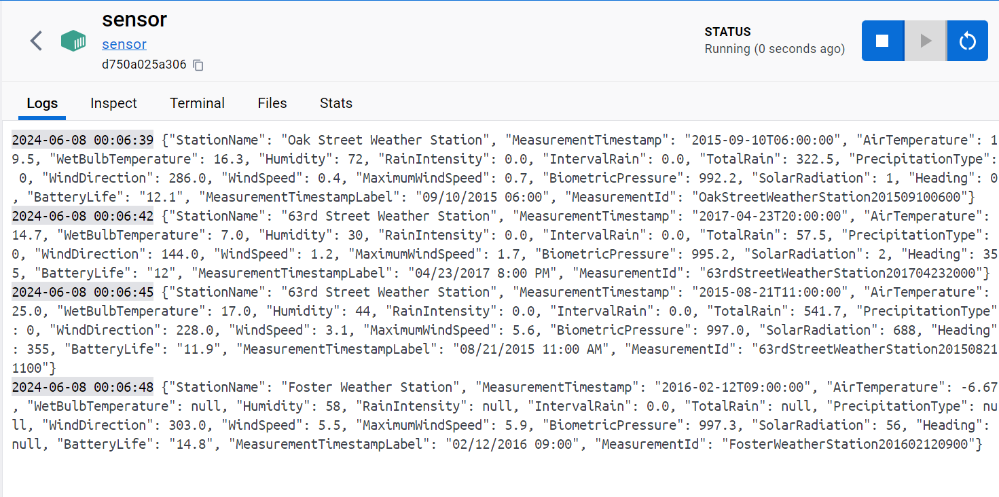 sensor
sensor
d750a025a306
STATUS
Running (0 seconds ago)
Logs Inspect Terminal Files Stats
2024-06-08 00:06:39 {"StationName": "Oak Street Weather Station", "MeasurementTimestamp": "2015-09-10T06:00:00", "AirTemperature": 1
9.5, "WetBulbTemperature": 16.3, "Humidity": 72, "RainIntensity": 0.0, "IntervalRain": 0.0, "TotalRain": 322.5, "PrecipitationType":
0, "WindDirection": 286.0, "WindSpeed": 0.4, "MaximumWindSpeed": 0.7, "BiometricPressure": 992.2, "SolarRadiation": 1, "Heading": 0
, "BatteryLife": "12.1", "MeasurementTimestampLabel": "09/10/2015 06:00", "MeasurementId": "OakStreetWeatherStation201509100600"}
2024-06-08 00:06:42 {"StationName": "63rd Street Weather Station", "MeasurementTimestamp": "2017-04-23T20:00:00", "AirTemperature":
14.7, "WetBulbTemperature": 7.0, "Humidity": 30, "RainIntensity": 0.0, "IntervalRain": 0.0, "TotalRain": 57.5, "PrecipitationType":
0, "WindDirection": 144.0, "WindSpeed": 1.2, "MaximumWindSpeed": 1.7, "BiometricPressure": 995.2, "SolarRadiation": 2, "Heading": 35
5, "BatteryLife": "12", "MeasurementTimestampLabel": "04/23/2017 8:00 PM", "MeasurementId": "63rdStreetWeatherStation201704232000"}
2024-06-08 00:06:45 {"StationName": "63rd Street Weather Station", "MeasurementTimestamp": "2015-08-21T11:00:00", "AirTemperature":
25.0, "WetBulbTemperature": 17.0, "Humidity": 44, "RainIntensity": 0.0, "IntervalRain": 0.0, "TotalRain": 541.7, "PrecipitationType"
: 0, "WindDirection": 228.0, "WindSpeed": 3.1, "MaximumWindSpeed": 5.6, "BiometricPressure": 997.0, "SolarRadiation": 688, "Heading"
: 355, "BatteryLife": "11.9", "MeasurementTimestampLabel": "08/21/2015 11:00 AM", "MeasurementId": "63rdStreetWeatherStation20150821
1100"}
2024-06-08 00:06:48 {"StationName": "Foster Weather Station", "MeasurementTimestamp": "2016-02-12T09:00:00", "AirTemperature": -6.67
, "WetBulbTemperature": null, "Humidity": 58, "RainIntensity": null, "IntervalRain": 0.0, "TotalRain": null, "PrecipitationType": nu
ll, "WindDirection": 303.0, "WindSpeed": 5.5, "MaximumWindSpeed": 5.9, "BiometricPressure": 997.3, "SolarRadiation": 56, "Heading":
null, "BatteryLife": "14.8", "MeasurementTimestampLabel": "02/12/2016 09:00", "MeasurementId": "FosterWeatherStation201602120900"}